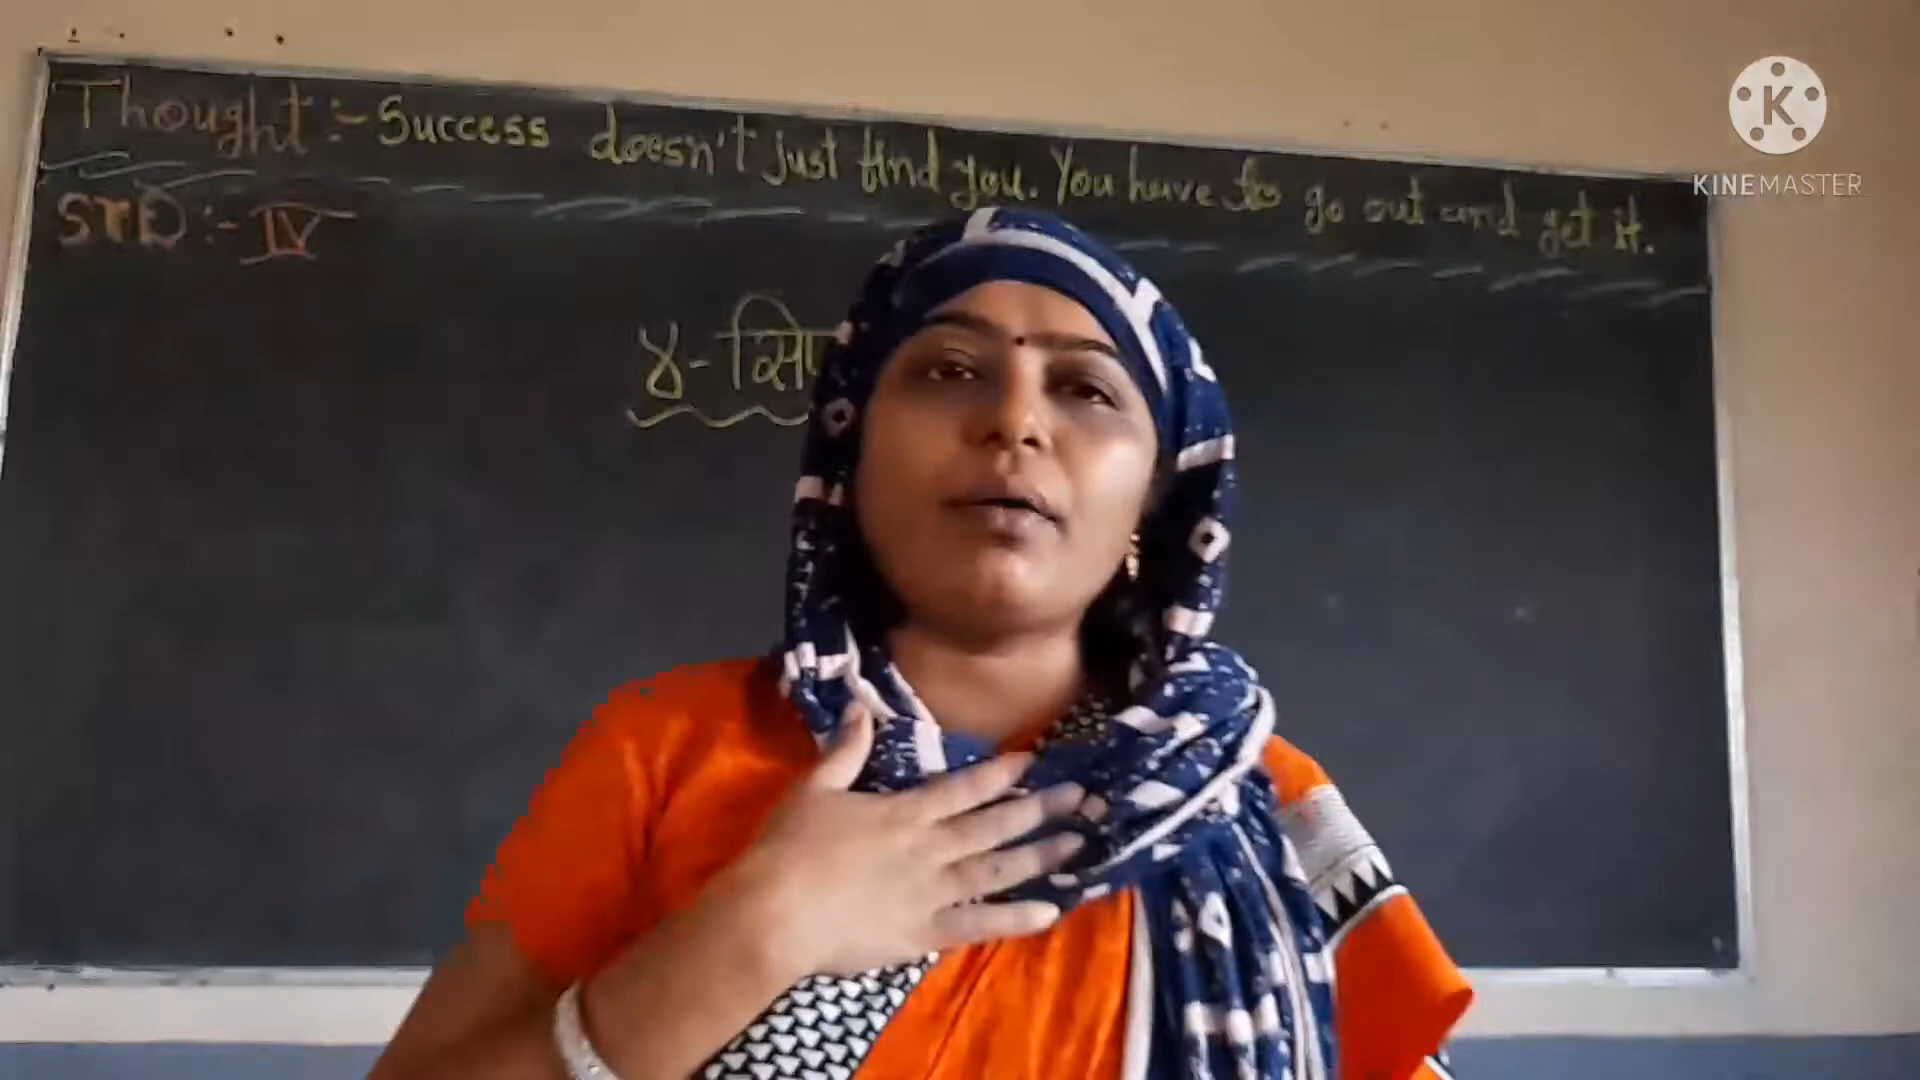 Thought :- Success doesn't just find you. You have to go out and get it.
KINEMASTER
STD :- IV
४-